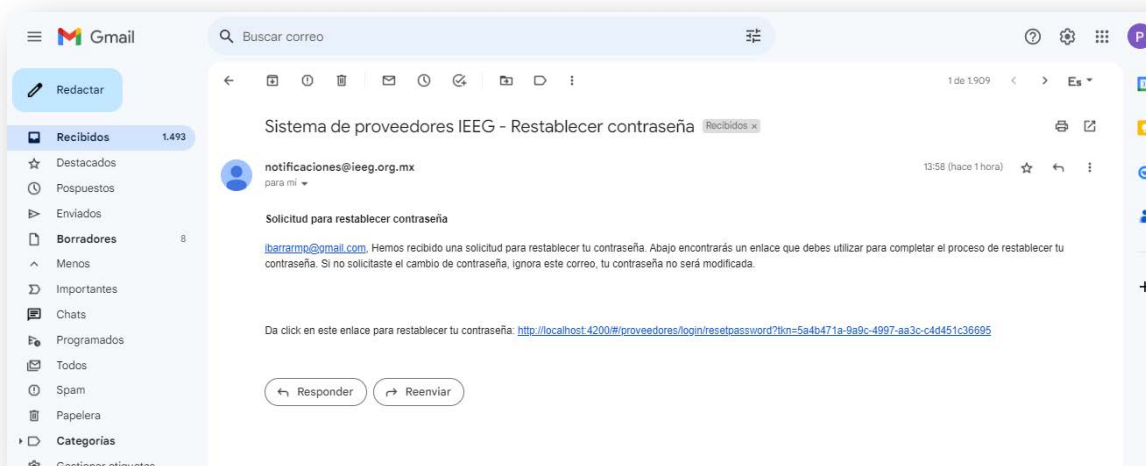 Gmail
Buscar correo
P
Redactar
1 de 1.909
Es
Sistema de proveedores IEEG - Restablecer contraseña Recibidos x
Recibidos 1.493
Destacados
Pospuestos
Enviados
Borradores 8
Menos
Importantes
Chats
Programados
Todos
Spam
Papelera
Categorías
Gestionar etiquetas
notificaciones@ieeg.org.mx 13:58 (hace 1 hora)
para mí
Solicitud para restablecer contraseña
ibarrarmp@gmail.com, Hemos recibido una solicitud para restablecer tu contraseña. Abajo encontrarás un enlace que debes utilizar para completar el proceso de restablecer tu
contraseña. Si no solicitaste el cambio de contraseña, ignora este correo, tu contraseña no será modificada.
Da click en este enlace para restablecer tu contraseña: http://localhost:4200/#/proveedores/login/resetpassword?tkn=5a4b471a-9a9c-4997-aa3c-c4d451c36695
Responder
Reenviar